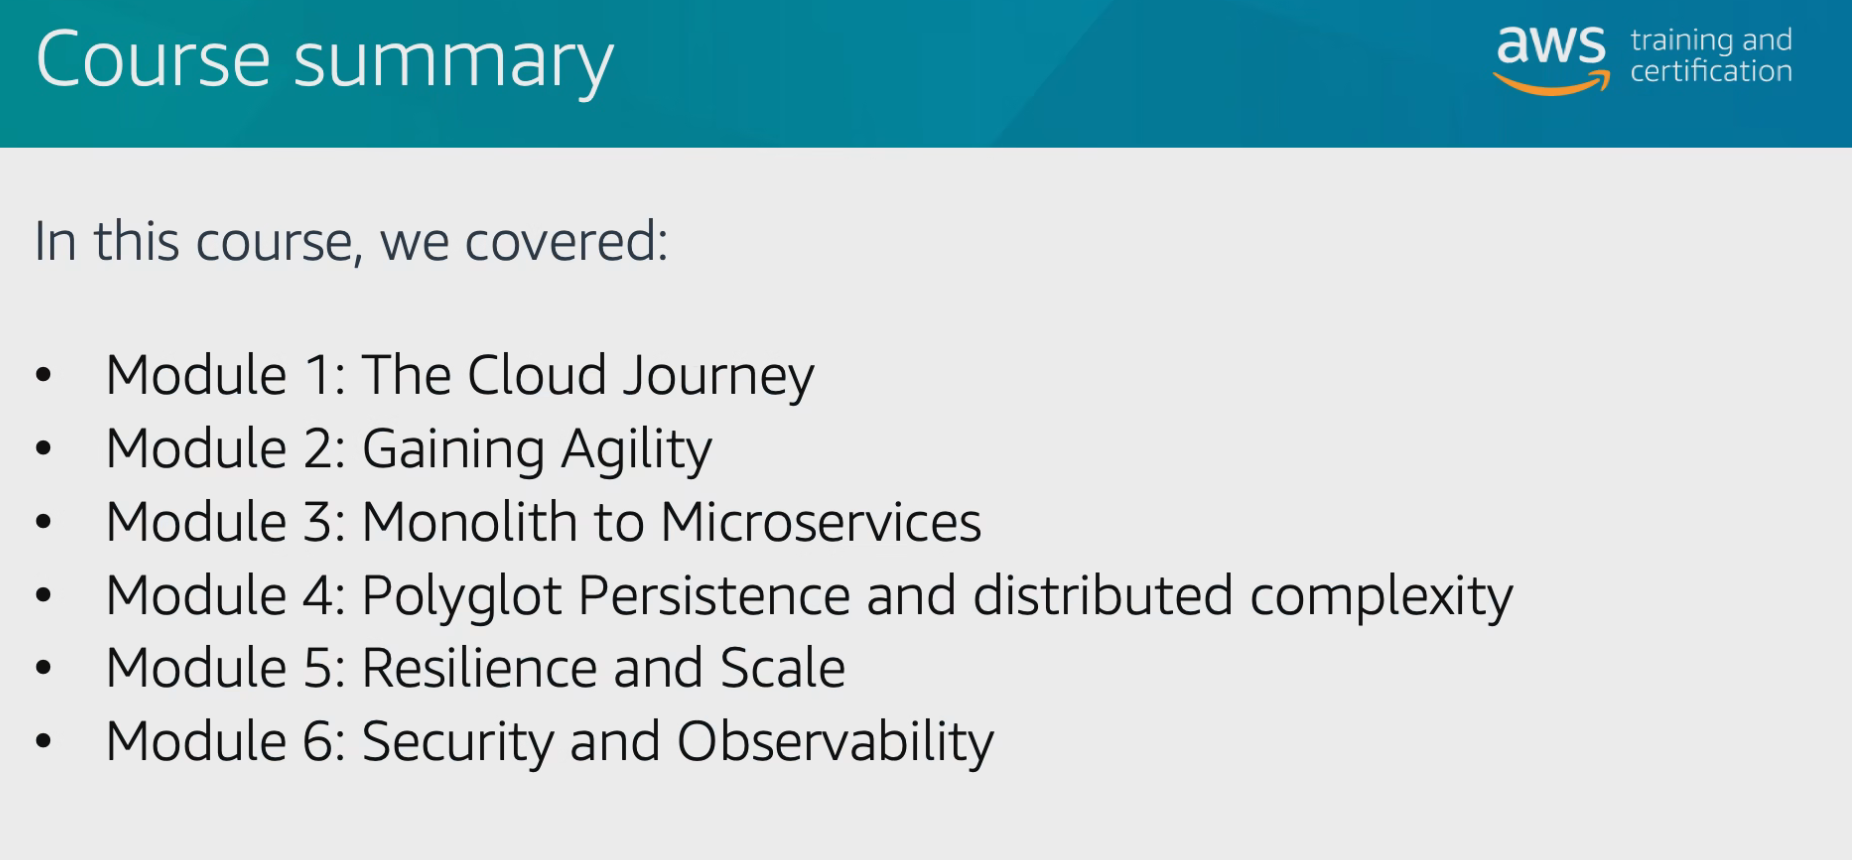 Course summary
aws
training and
certification
In this course, we covered:
• Module 1: The Cloud Journey
• Module 2: Gaining Agility
• Module 3: Monolith to Microservices
• Module 4: Polyglot Persistence and distributed complexity
• Module 5: Resilience and Scale
• Module 6: Security and Observability